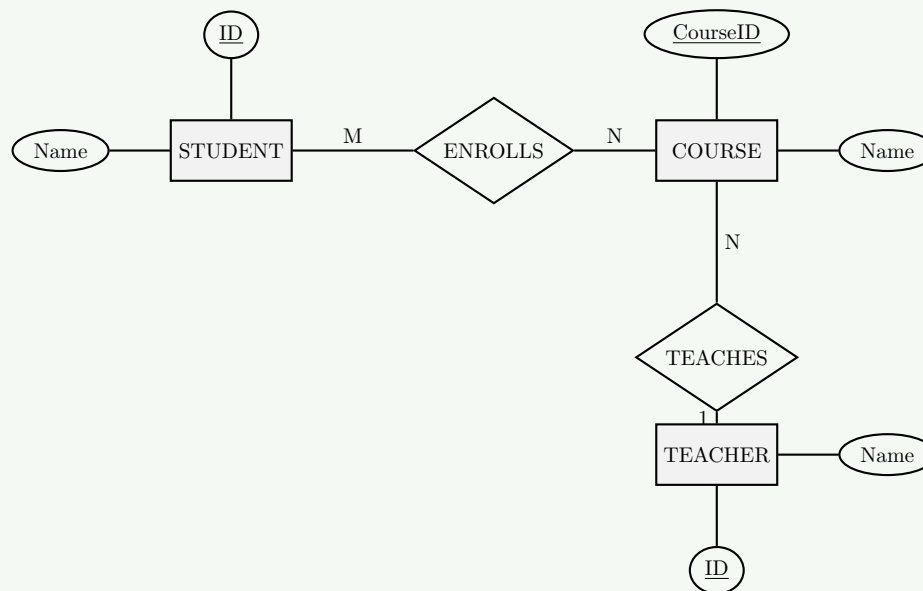 ID
CourseID
Name
STUDENT
M
ENROLLS
N
COURSE
Name
N
TEACHES
1
TEACHER
Name
ID